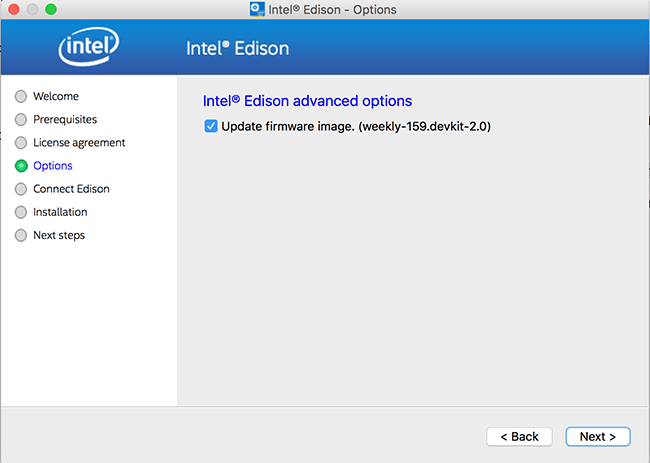 Intel® Edison - Options
intel®
Intel® Edison
Welcome
Prerequisites
License agreement
Options
Connect Edison
Installation
Next steps
Intel® Edison advanced options
Update firmware image. (weekly-159.devkit-2.0)
< Back
Next >